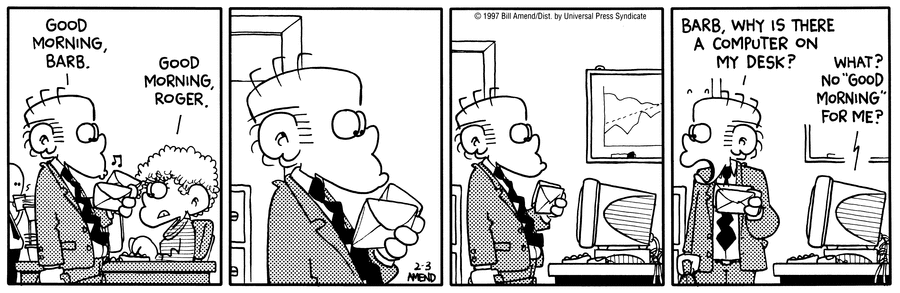 GOOD
MORNING,
BARB.
GOOD
MORNING,
ROGER.
2-3
AMEND
© 1997 Bill Amend/Dist. by Universal Press Syndicate
BARB, WHY IS THERE
A COMPUTER ON
MY DESK?
WHAT?
NO "GOOD
MORNING"
FOR ME?